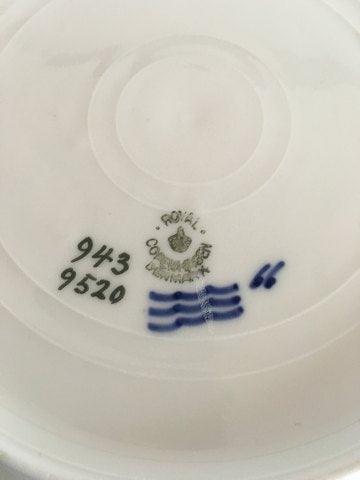 ROYAL
COPENHAGEN
DENMARK
943
9520
66